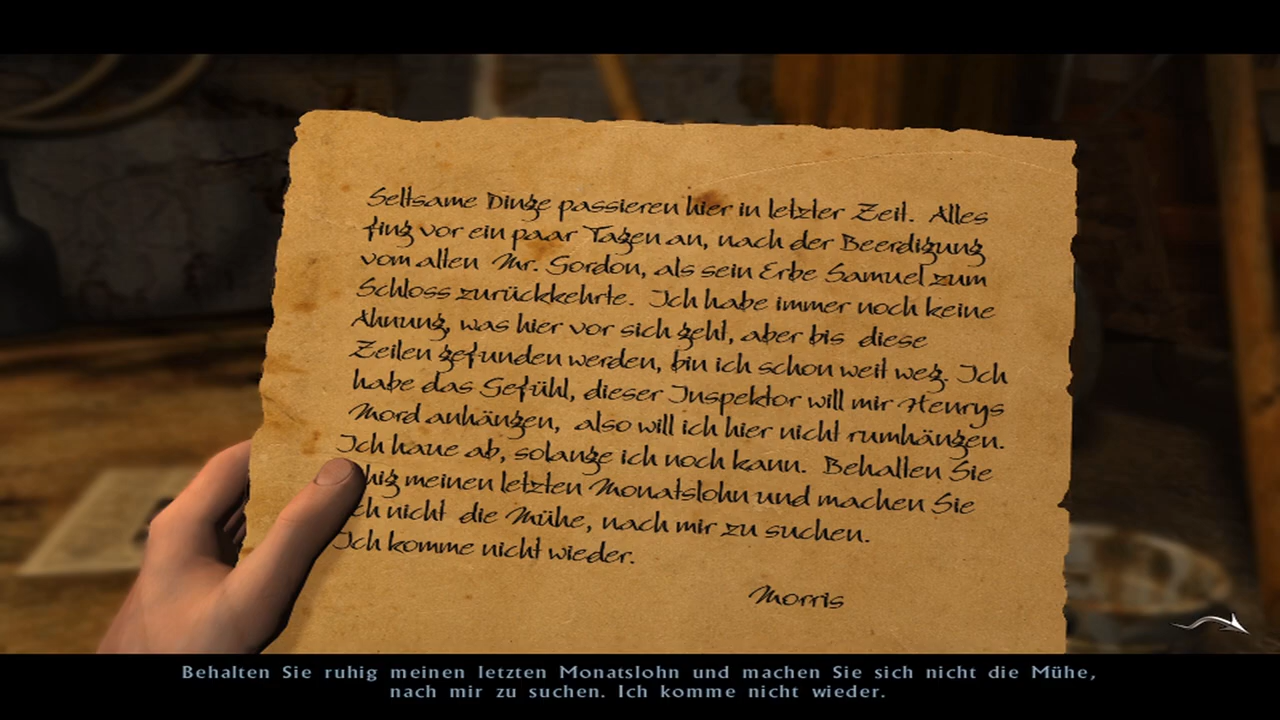 Seltsame Dinge passieren hier in letzter Zeit. Alles
fing vor ein paar Tagen an, nach der Beerdigung
vom alten Mr. Gordon, als sein Erbe Samuel zum
Schloss zurückkehrte. Ich habe immer noch keine
Ahnung, was hier vor sich geht, aber bis diese
Zeilen gefunden werden, bin ich schon weit weg. Ich
habe das Gefühl, dieser Inspektor will mir Henrys
Mord anhängen, also will ich hier nicht rumhängen.
Ich haue ab, solange ich noch kann. Behalten Sie
hig meinen letzten Monatslohn und machen Sie
ch nicht die Mühe, nach mir zu suchen.
Ich komme nicht wieder.
Morris
Behalten Sie ruhig meinen letzten Monatslohn und machen Sie sich nicht die Mühe,
nach mir zu suchen. Ich komme nicht wieder.